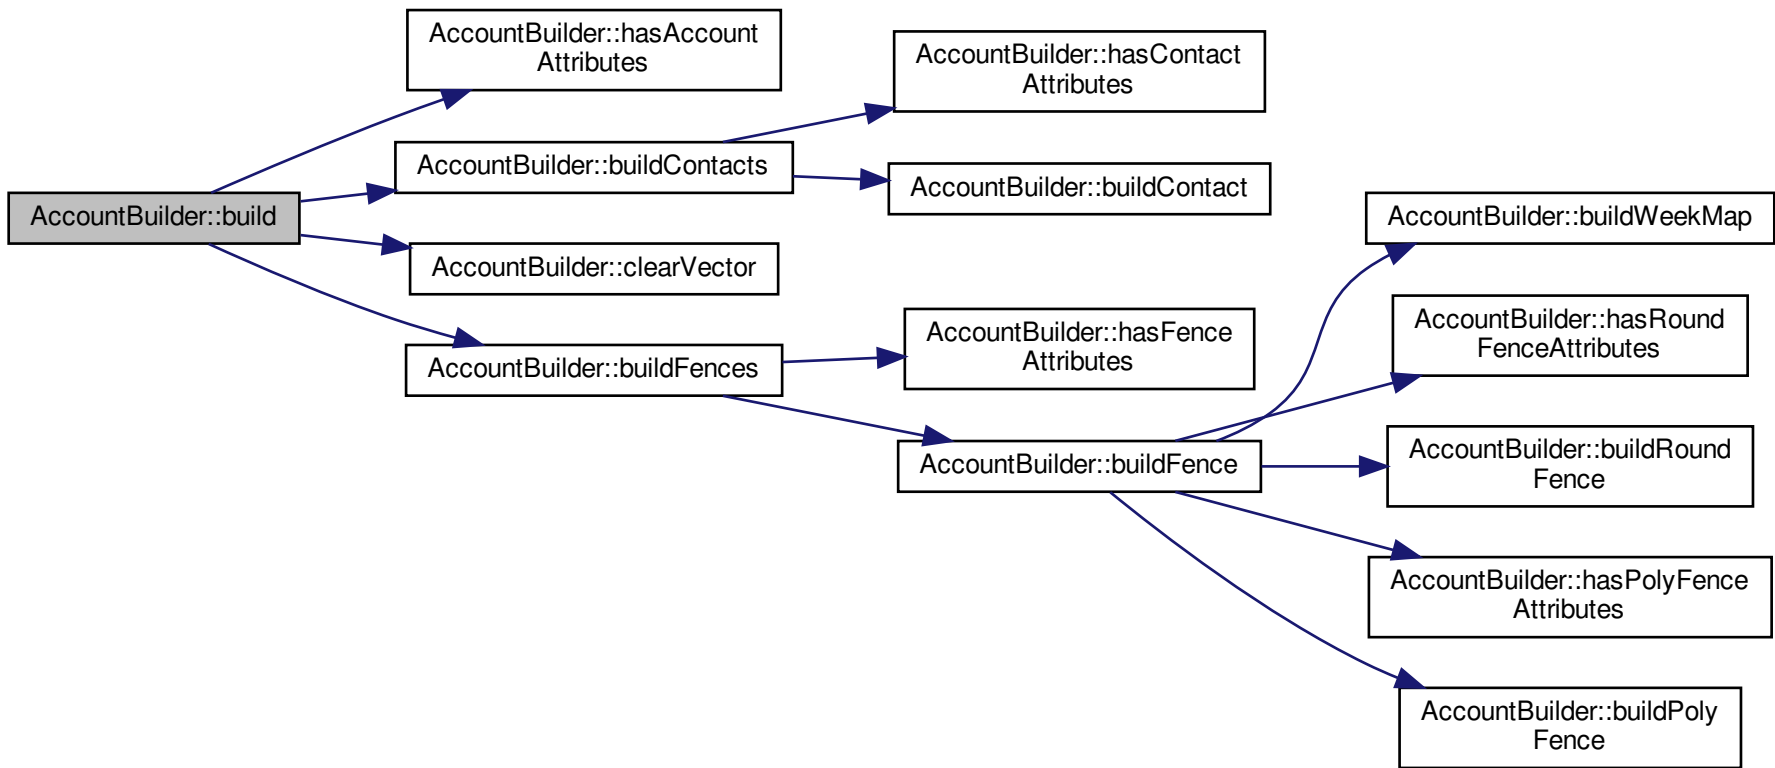 AccountBuilder::build
AccountBuilder::hasAccount
Attributes
AccountBuilder::buildContacts
AccountBuilder::clearVector
AccountBuilder::buildFences
AccountBuilder::hasContact
Attributes
AccountBuilder::buildContact
AccountBuilder::hasFence
Attributes
AccountBuilder::buildFence
AccountBuilder::buildWeekMap
AccountBuilder::hasRound
FenceAttributes
AccountBuilder::buildRound
Fence
AccountBuilder::hasPolyFence
Attributes
AccountBuilder::buildPoly
Fence